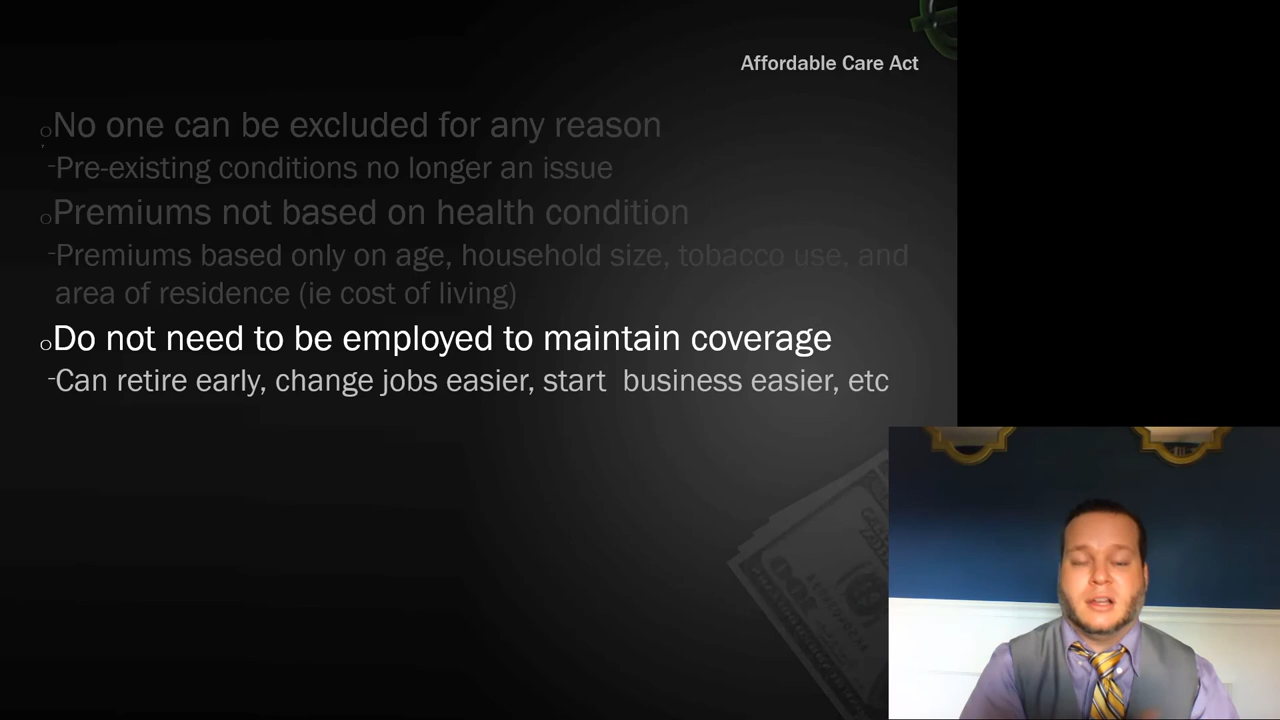 Affordable Care Act
No one can be excluded for any reason
-Pre-existing conditions no longer an issue
Premiums not based on health condition
-Premiums based only on age, household size, tobacco use, and
area of residence (ie cost of living)
Do not need to be employed to maintain coverage
-Can retire early, change jobs easier, start  business easier, etc